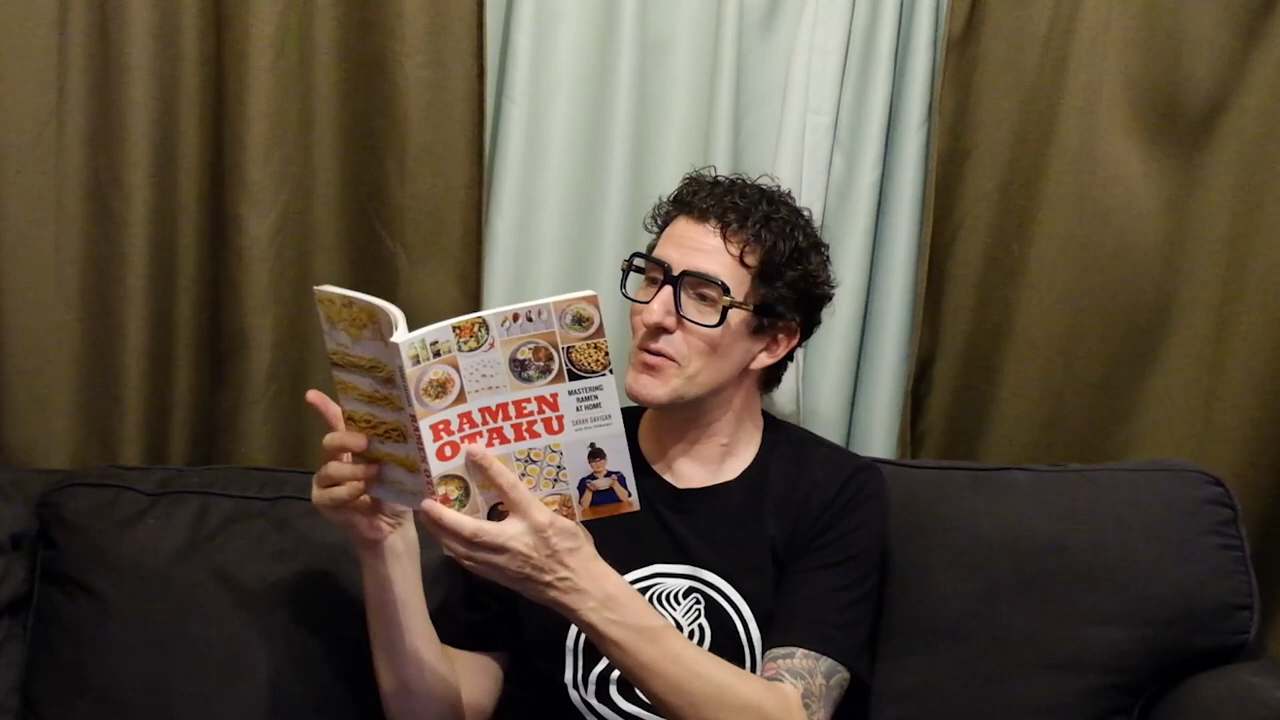 RAMEN
OTAKU
MASTERING
RAMEN
AT HOME
SARAH GAVIGAN